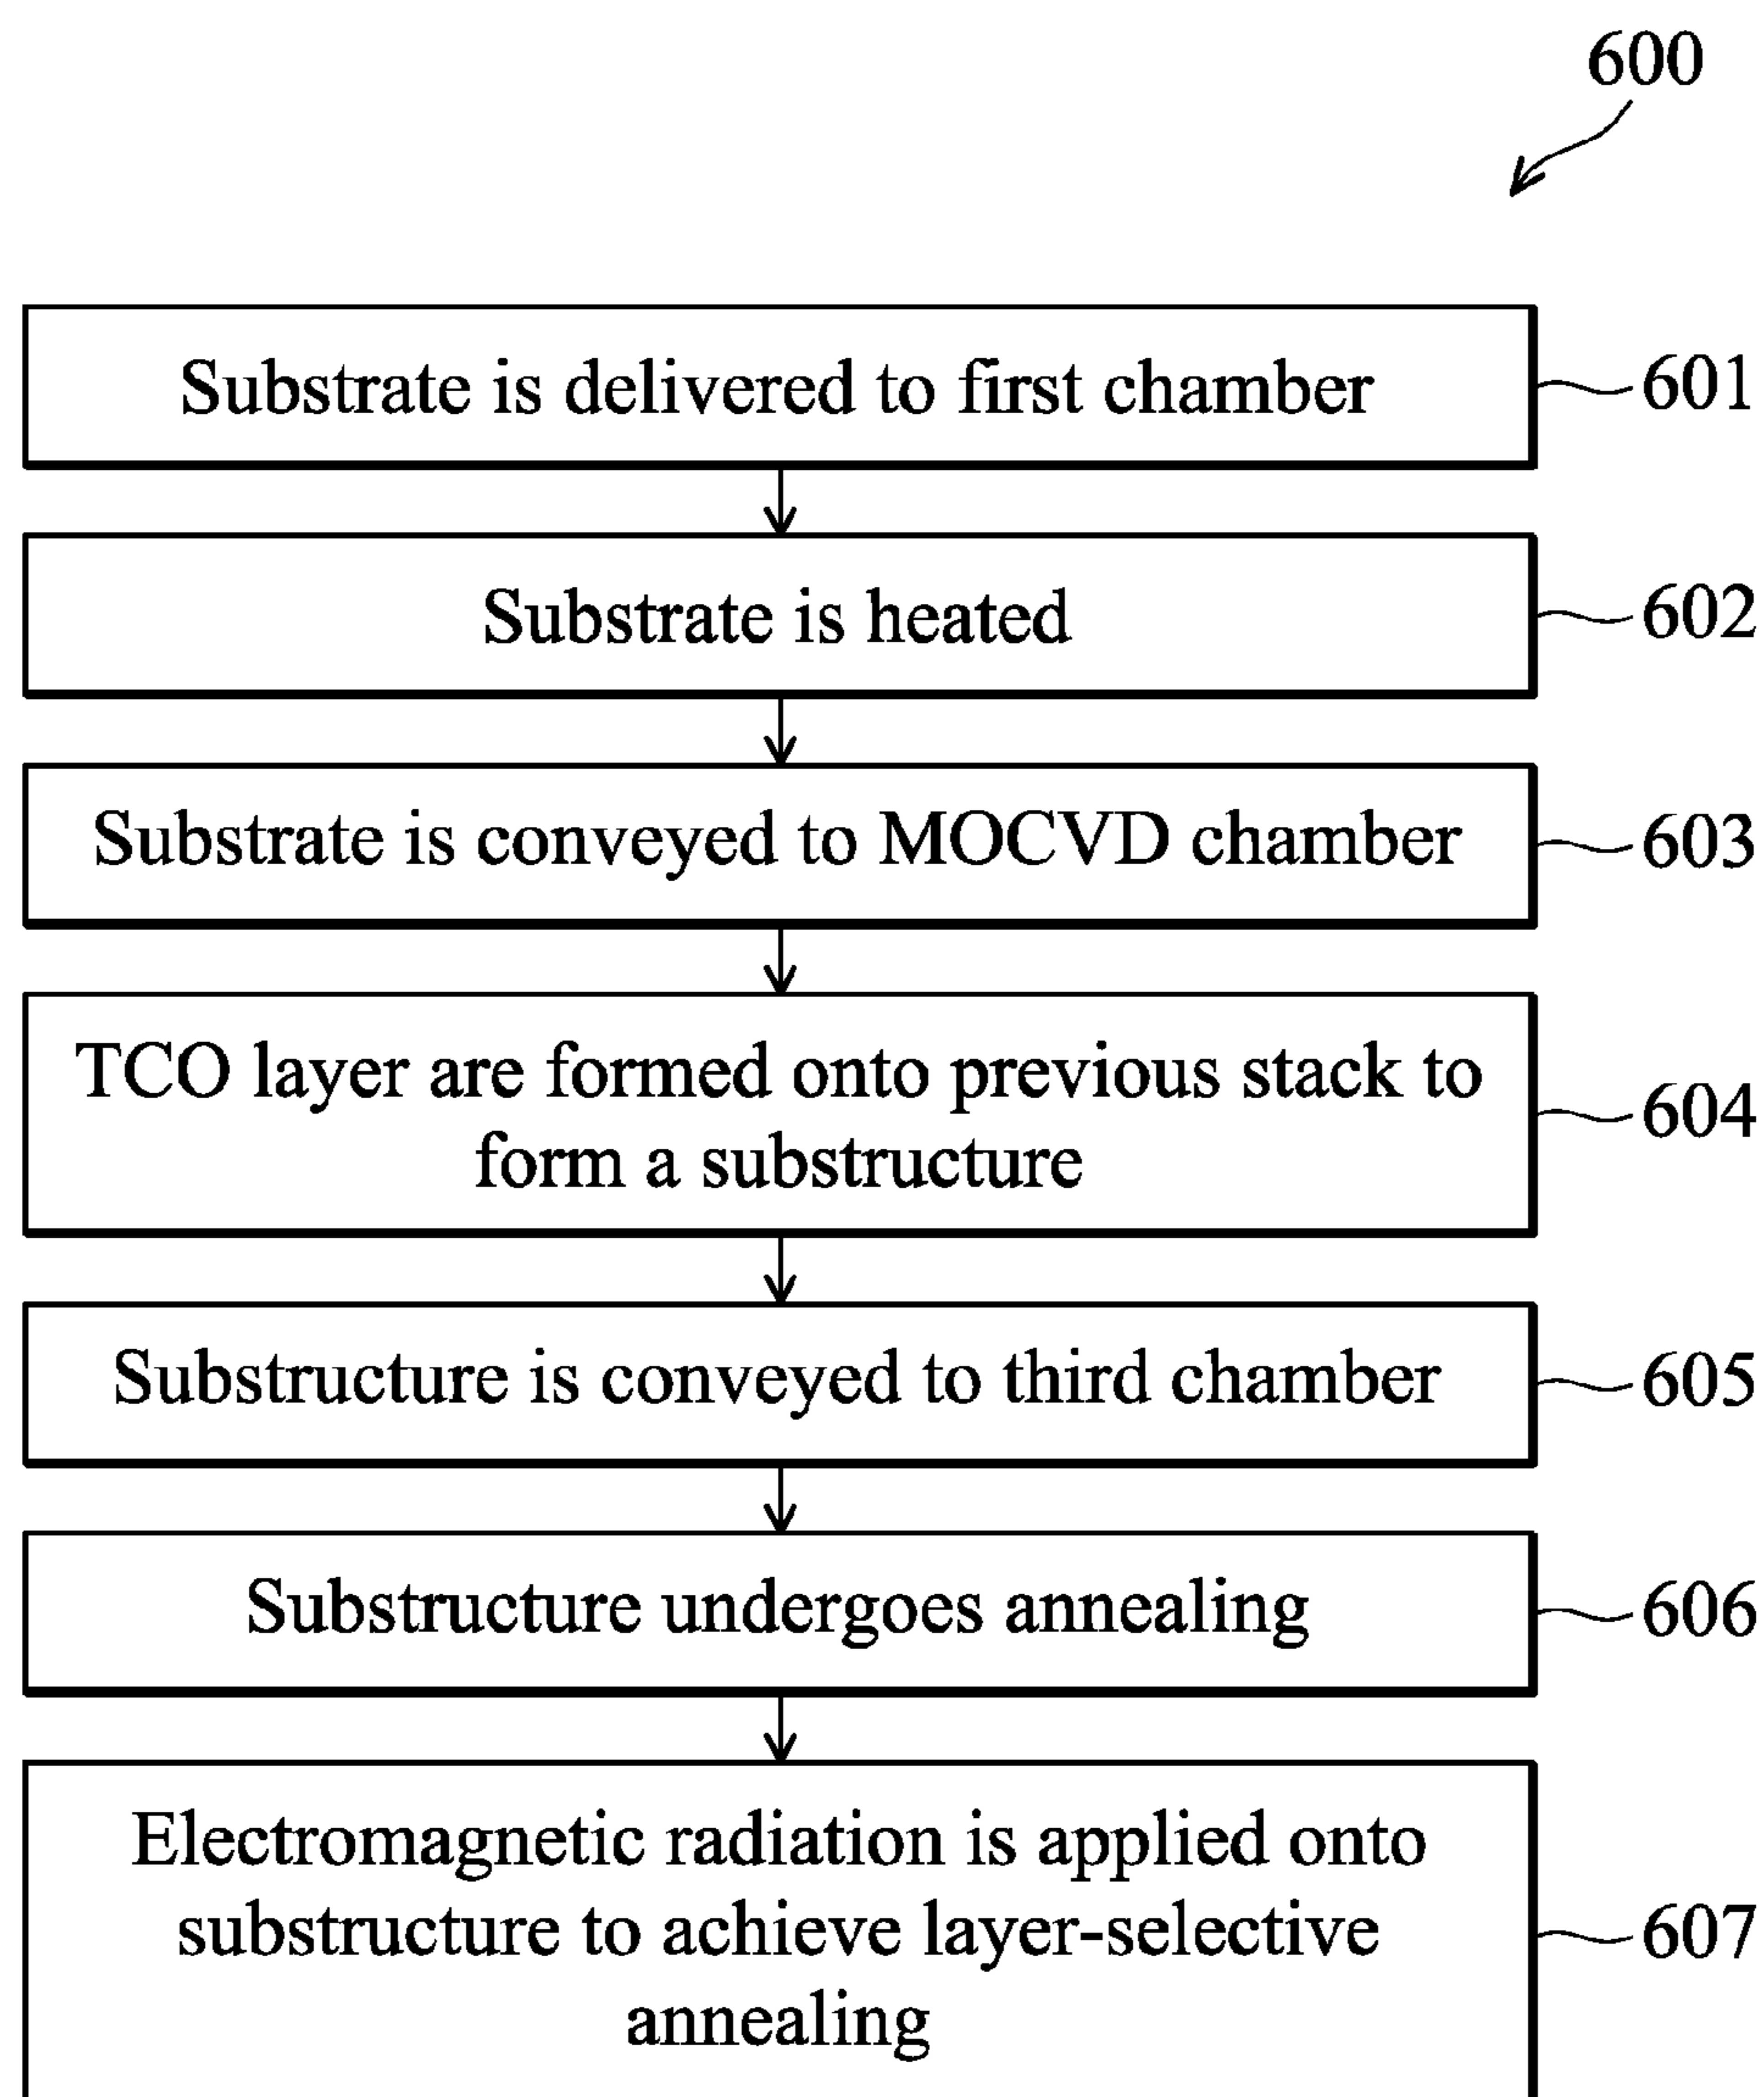 600
Substrate is delivered to first chamber
601
Substrate is heated
602
Substrate is conveyed to MOCVD chamber
603
TCO layer are formed onto previous stack to
form a substructure
604
Substructure is conveyed to third chamber
605
Substructure undergoes annealing
606
Electromagnetic radiation is applied onto
substructure to achieve layer-selective
annealing
607